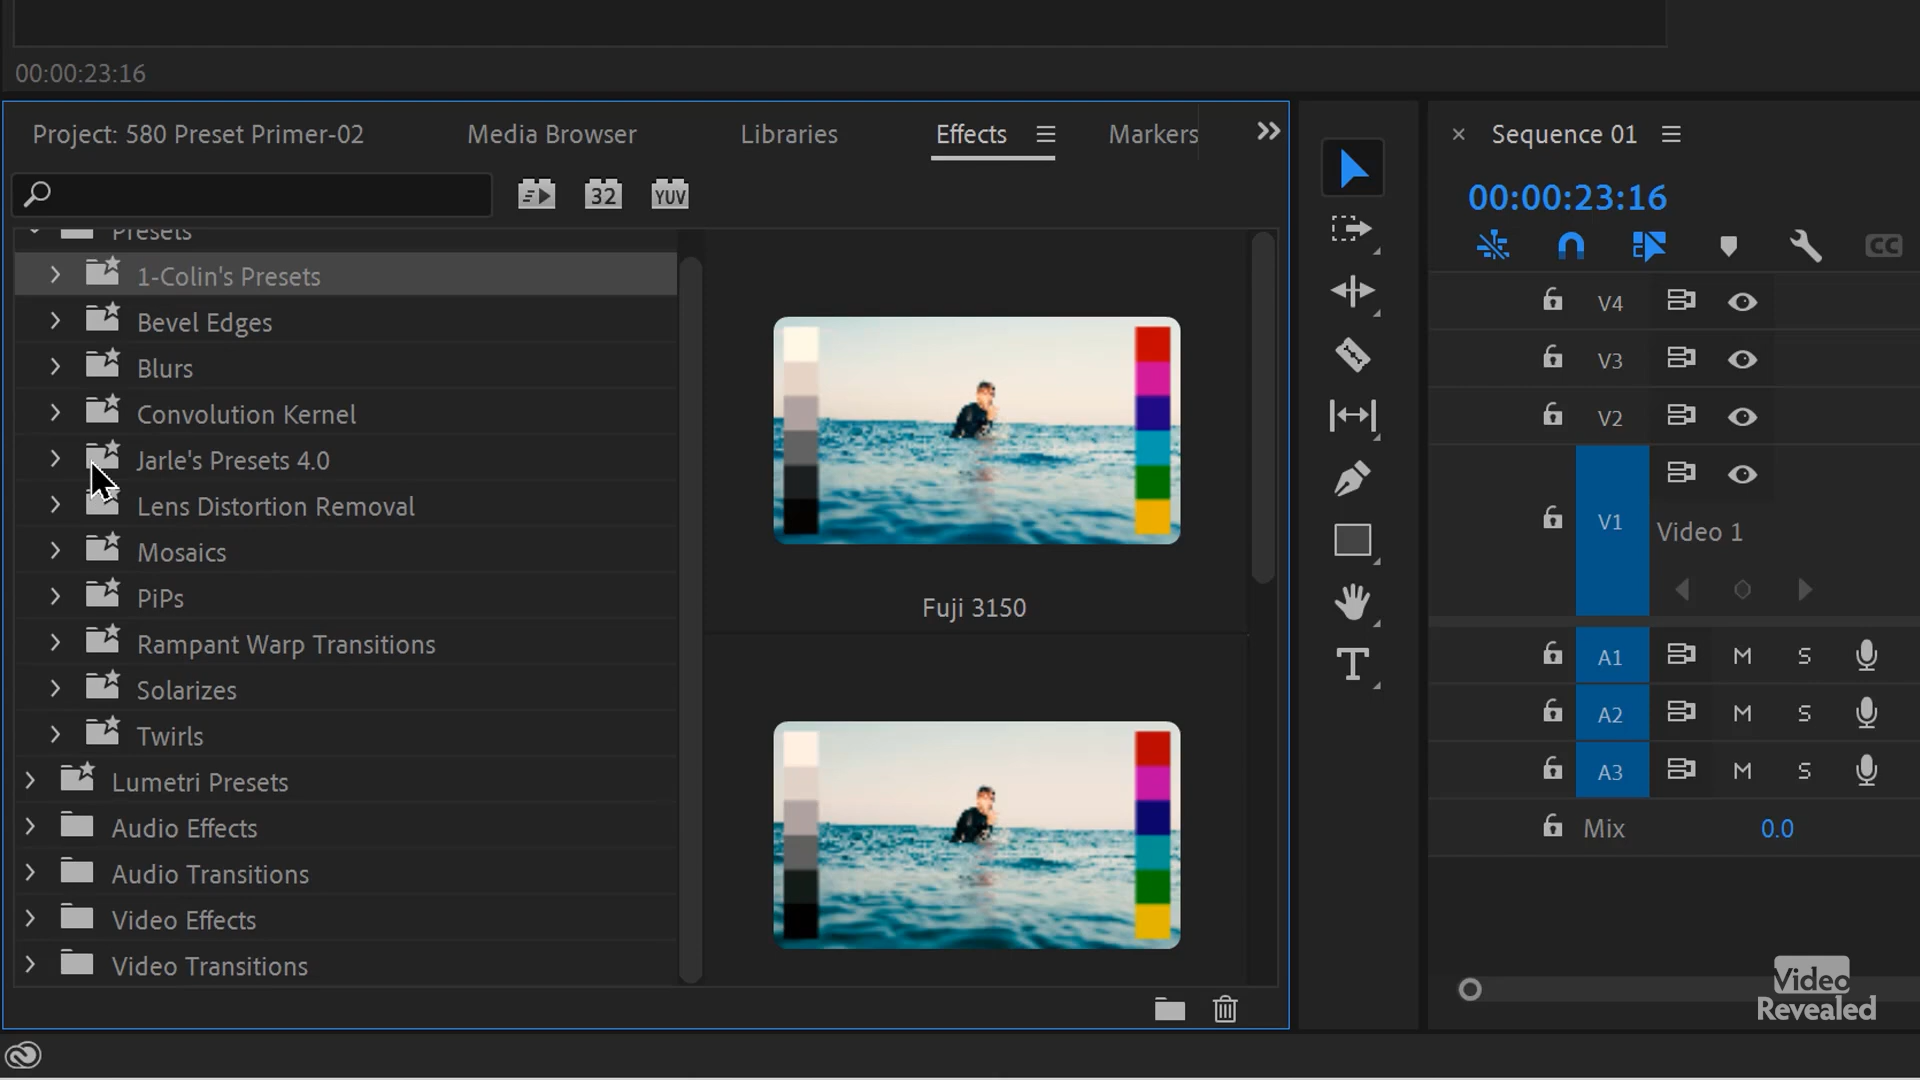 00:00:23:16
Project: 580 Preset Primer-02
Media Browser
Libraries
Effects
Markers
32
YUV
Presets
1-Colin's Presets
Bevel Edges
Blurs
Convolution Kernel
Jarle's Presets 4.0
Lens Distortion Removal
Mosaics
PiPs
Rampant Warp Transitions
Solarizes
Twirls
Lumetri Presets
Audio Effects
Audio Transitions
Video Effects
Video Transitions
Fuji 3150
T
Sequence 01
00:00:23:16
CC
V4
V3
V2
V1
Video 1
A1 M S
A2 M S
A3 M S
Mix 0.0
Video
Revealed